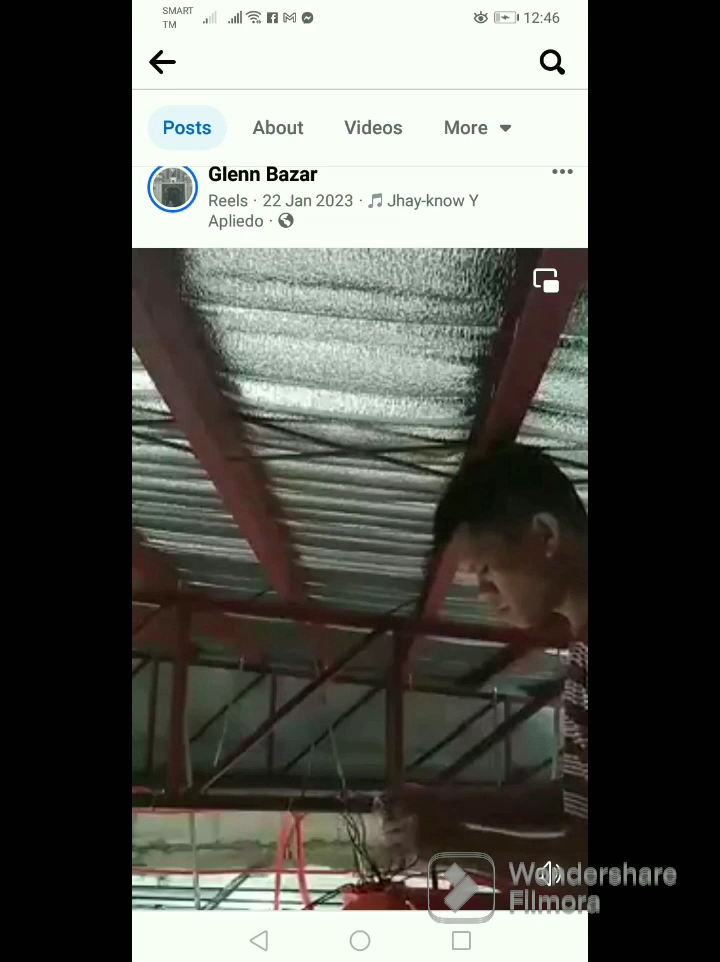 SMART
TM
12:46
Posts About Videos More
Glenn Bazar
Reels · 22 Jan 2023 · 🎵 Jhay-know Y
Apliedo ·
Wondershare
Filmora